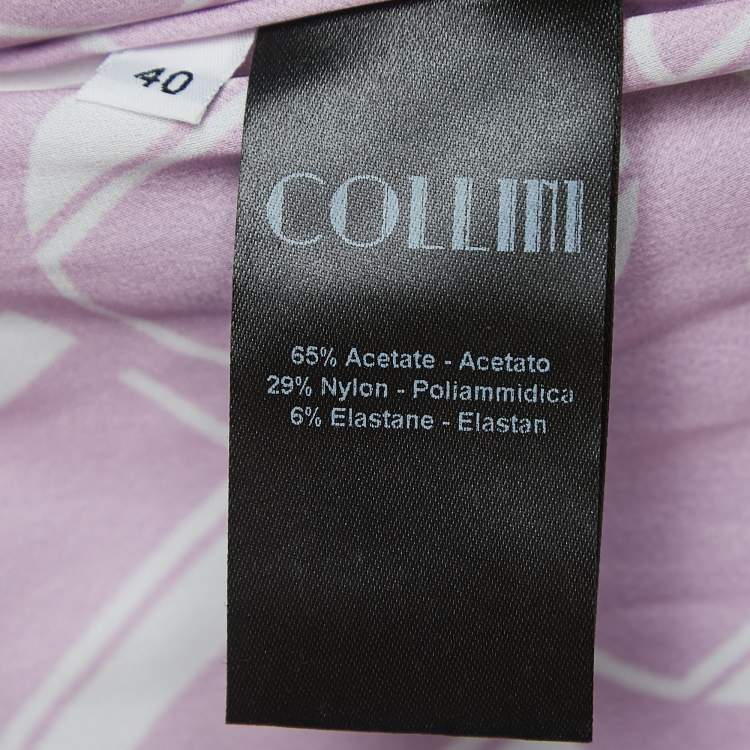 40
COLLINI
65% Acetate - Acetato
29% Nylon - Poliammidica
6% Elastane - Elastan